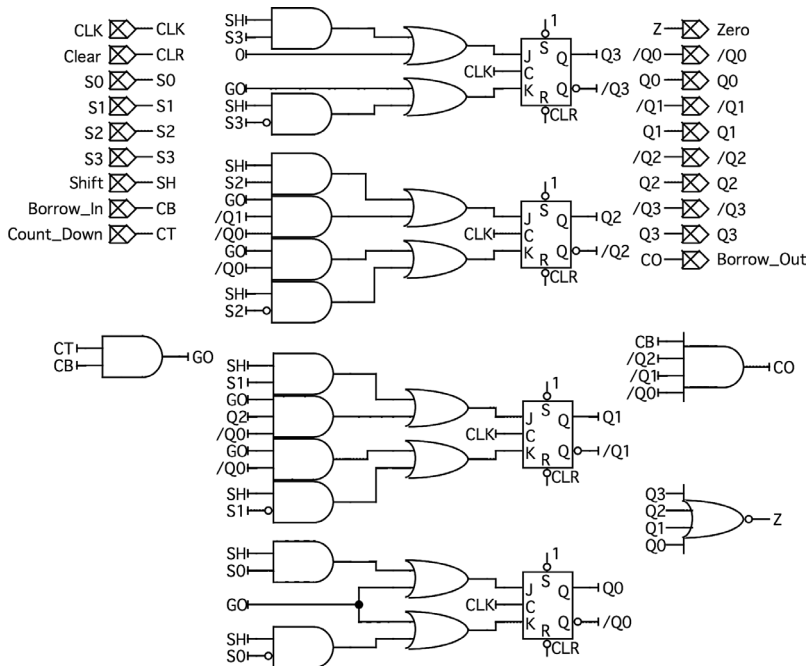 CLK CLK
Clear CLR
S0 S0
S1 S1
S2 S2
S3 S3
Shift SH
Borrow_In CB
Count_Down CT
SH
S3
0
GO
SH
S3
1
S
J Q Q3
CLK C
K Q /Q3
R
CLR
Z Zero
/Q0 /Q0
Q0 Q0
/Q1 /Q1
Q1 Q1
/Q2 /Q2
Q2 Q2
/Q3 /Q3
Q3 Q3
CO Borrow_Out
SH
S2
GO
/Q1
/Q0
GO
/Q0
SH
S2
1
S
J Q Q2
CLK C
K Q /Q2
R
CLR
CT
CB
GO
SH
S1
GO
Q2
/Q0
GO
/Q0
SH
S1
1
S
J Q Q1
CLK C
K Q /Q1
R
CLR
CB
/Q2
/Q1
/Q0
CO
Q3
Q2
Q1
Q0
Z
SH
S0
GO
SH
S0
1
S
J Q Q0
CLK C
K Q /Q0
R
CLR